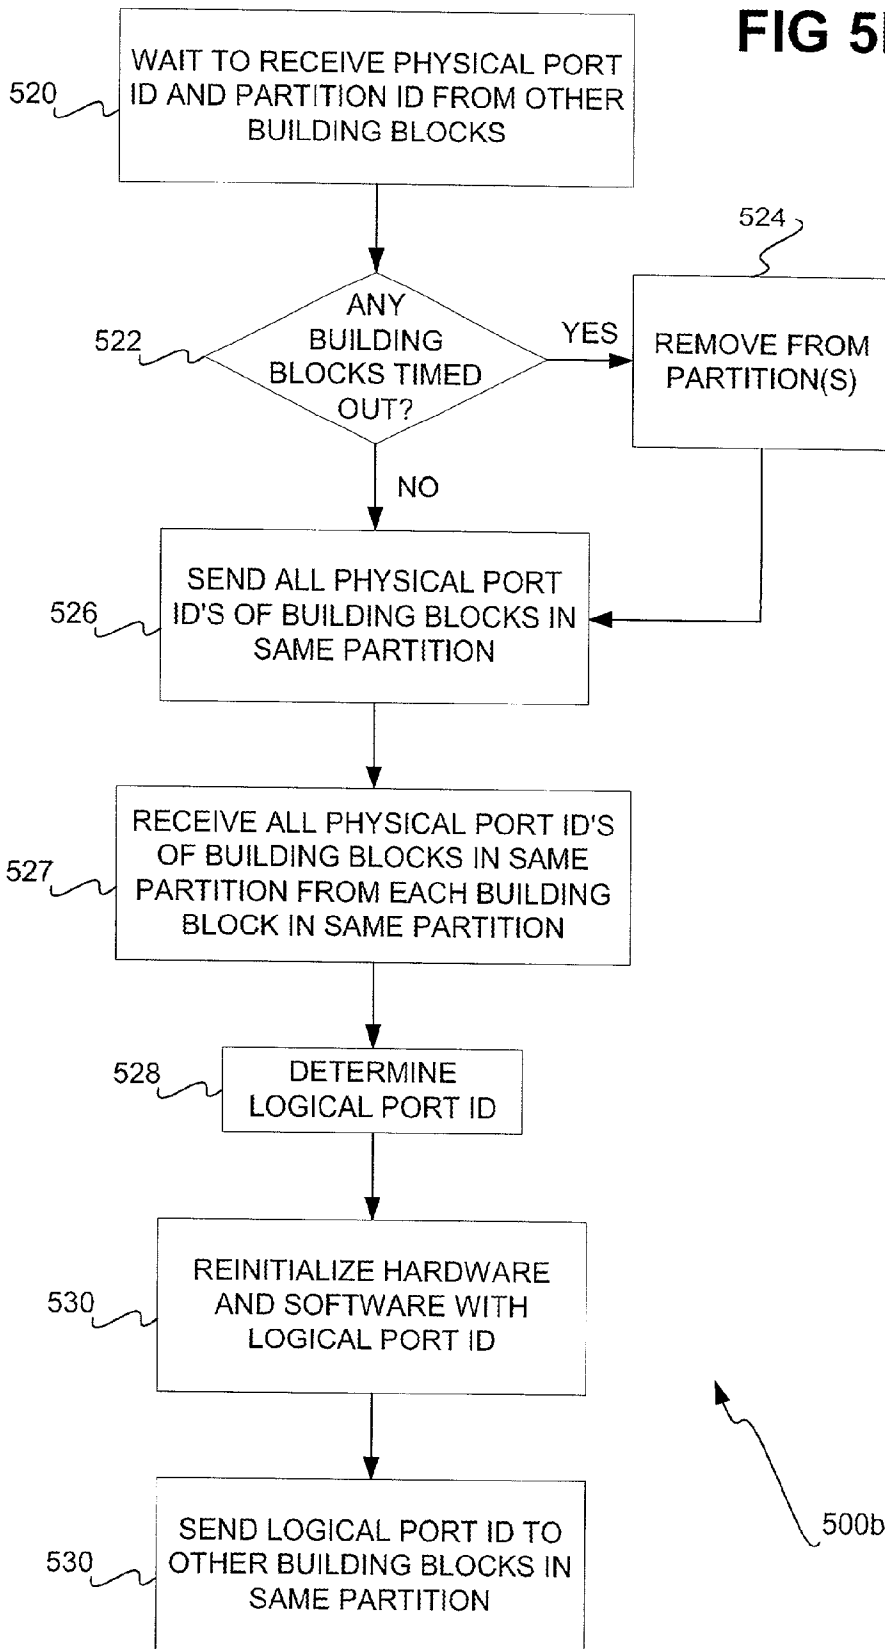 FIG 5
WAIT TO RECEIVE PHYSICAL PORT
ID AND PARTITION ID FROM OTHER
BUILDING BLOCKS
520
524
ANY
BUILDING
BLOCKS TIMED
OUT?
522
YES
REMOVE FROM
PARTITION(S)
NO
SEND ALL PHYSICAL PORT
ID'S OF BUILDING BLOCKS IN
SAME PARTITION
526
RECEIVE ALL PHYSICAL PORT ID'S
OF BUILDING BLOCKS IN SAME
PARTITION FROM EACH BUILDING
BLOCK IN SAME PARTITION
527
528
DETERMINE
LOGICAL PORT ID
REINITIALIZE HARDWARE
AND SOFTWARE WITH
LOGICAL PORT ID
530
SEND LOGICAL PORT ID TO
OTHER BUILDING BLOCKS IN
SAME PARTITION
530
500b